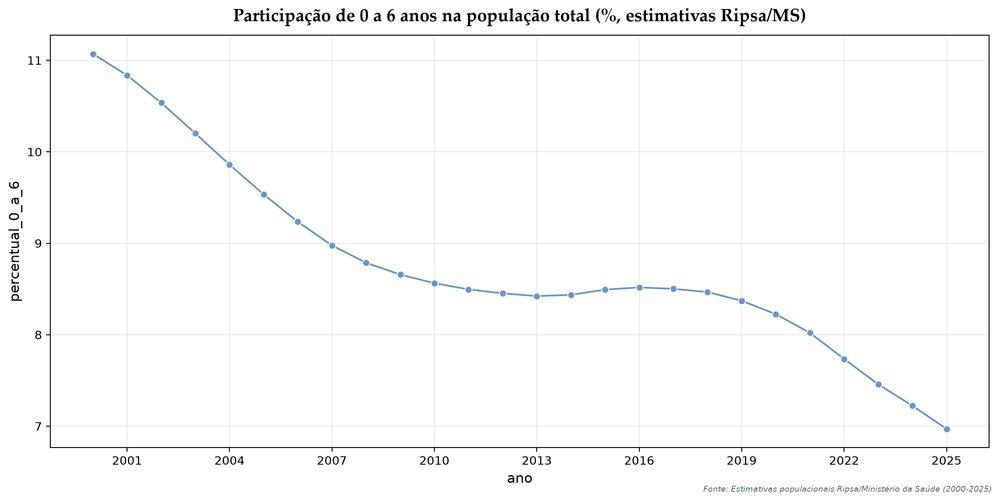 Participação de 0 a 6 anos na população total (%, estimativas Ripsa/MS)
percentual_0_a_6
11
10
9
8
7
2001 2004 2007 2010 2013 2016 2019 2022 2025
ano
Fonte: Estimativas populacionais Ripsa/Ministério da Saúde (2000-2025)